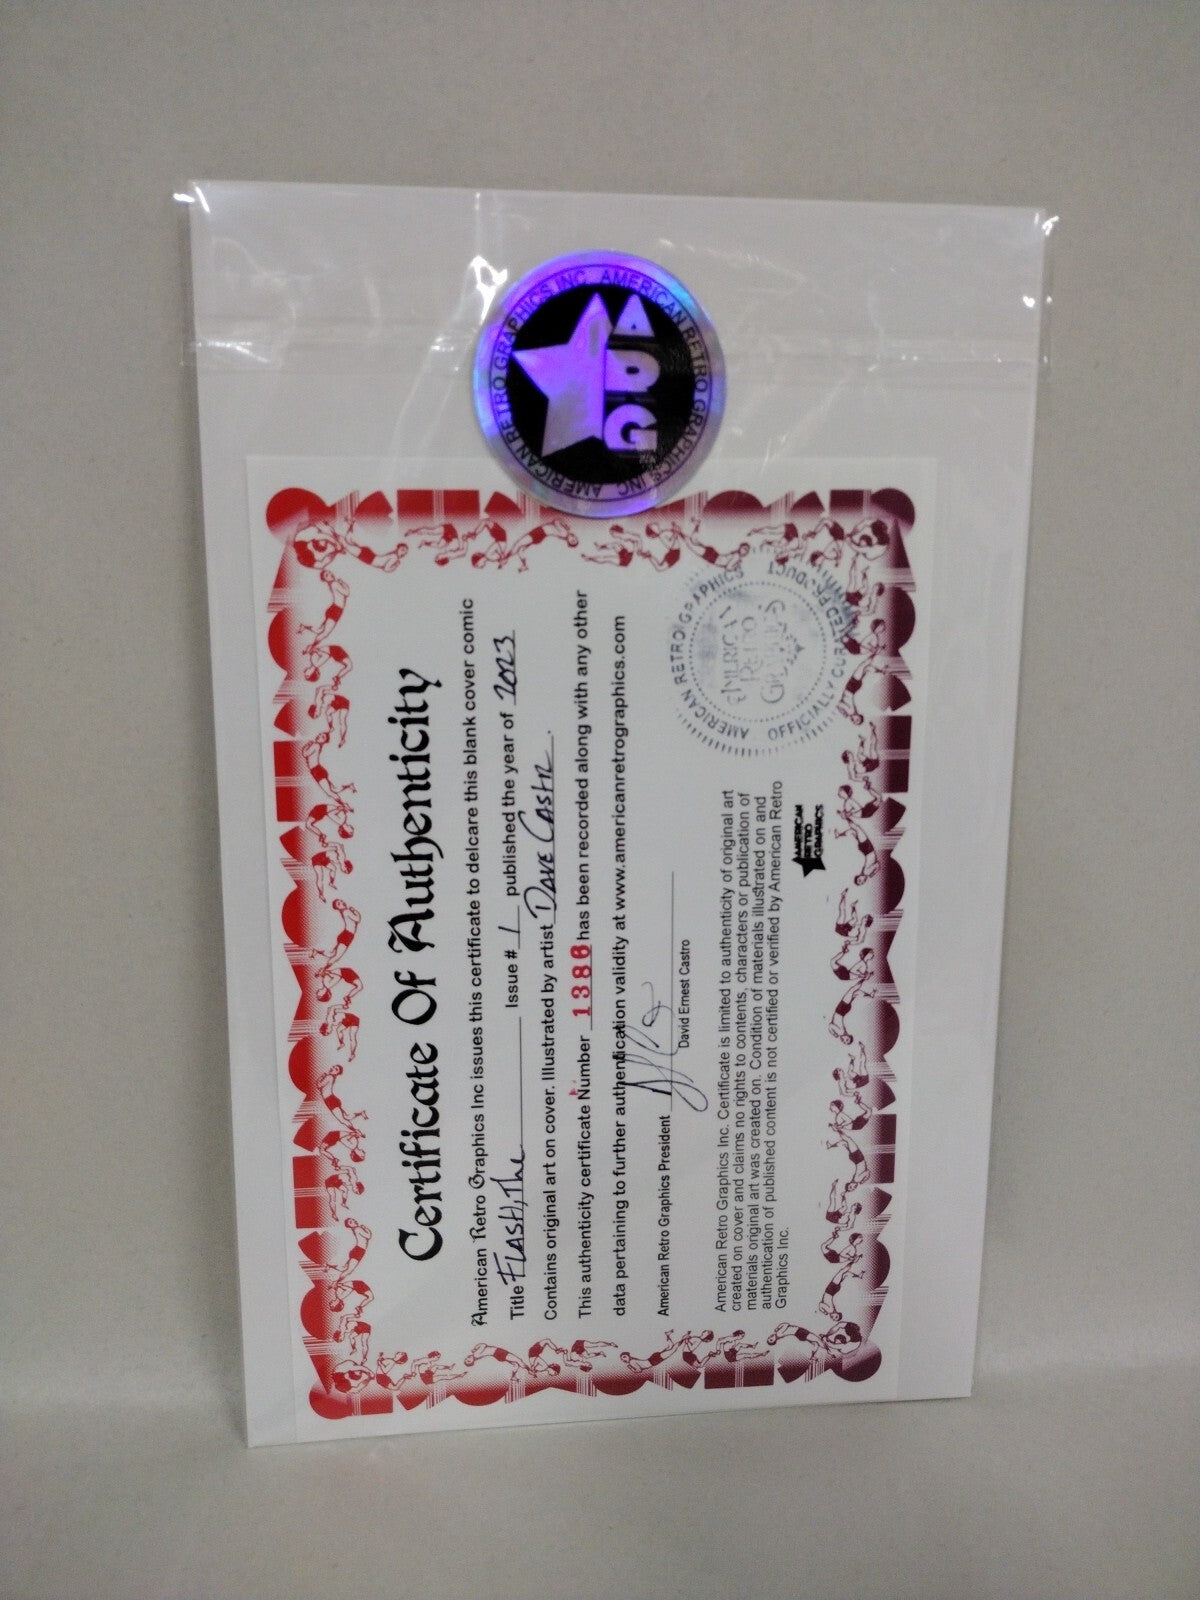 AMERICAN RETRO GRAPHICS INC AMERICAN RETRO GRAPHICS INC
ARG
Certificate Of Authenticity
American Retro Graphics Inc issues this certificate to delcare this blank cover comic
Title Flash, The Issue # 1 published the year of 2023
Contains original art on cover. Illustrated by artist Dave Castr.
This authenticity certificate Number 1386 has been recorded along with any other
data pertaining to further authentication validity at www.americanretrographics.com
American Retro Graphics President
David Ernest Castro
American Retro Graphics Inc. Certificate is limited to authenticity of original art
created on cover and claims no rights to contents, characters or publication of
materials original art was created on. Condition of materials illustrated on and
authentication of published content is not certified or verified by American Retro
Graphics Inc.
AMERICAN
RETRO
GRAPHICS
AMERICAN RETRO GRAPHICS
OFFICIALLY CURATED PRODUCT
AMERICAN
RETRO
GRAPHICS